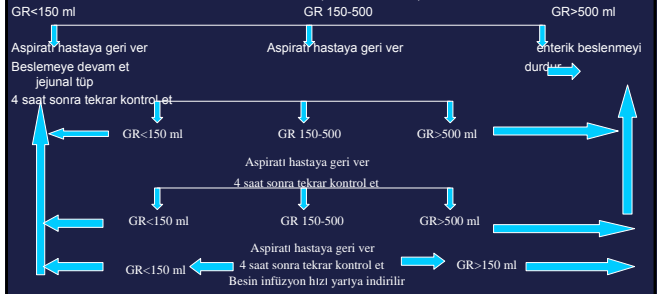 GR<150 ml GR 150-500 GR>500 ml
Aspiratı hastaya geri ver Aspiratı hastaya geri ver enterik beslenmeyi
Beslemeye devam et durdur
jejunal tüp
4 saat sonra tekrar kontrol et
GR<150 ml GR 150-500 GR>500 ml
Aspiratı hastaya geri ver
4 saat sonra tekrar kontrol et
GR<150 ml GR 150-500 GR>500 ml
Aspiratı hastaya geri ver
GR<150 ml 4 saat sonra tekrar kontrol et GR>150 ml
Besin infüzyon hızı yarıya indirilir